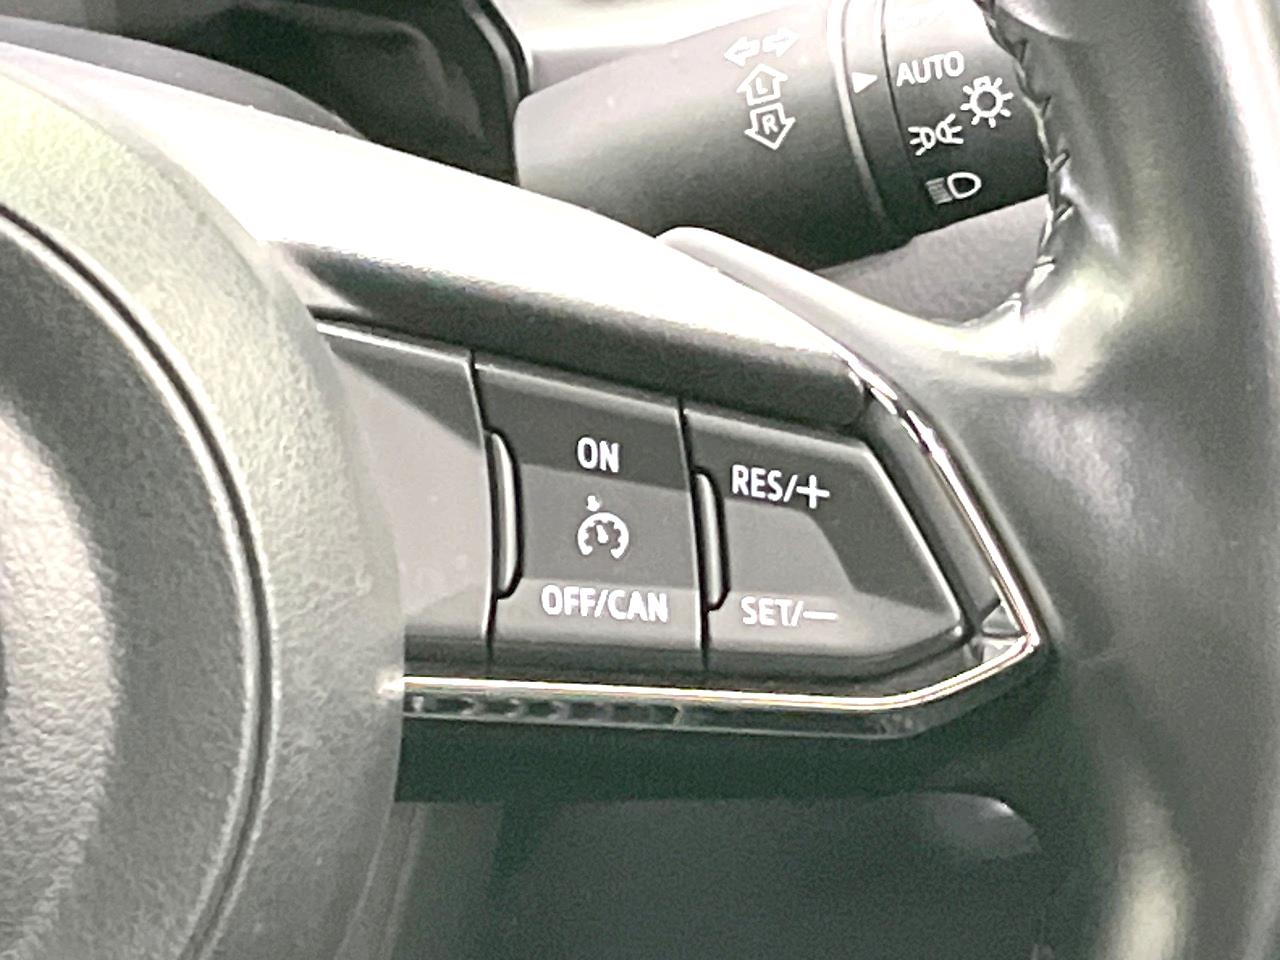 L
R
AUTO
ON
OFF/CAN
RES/+
SET/—